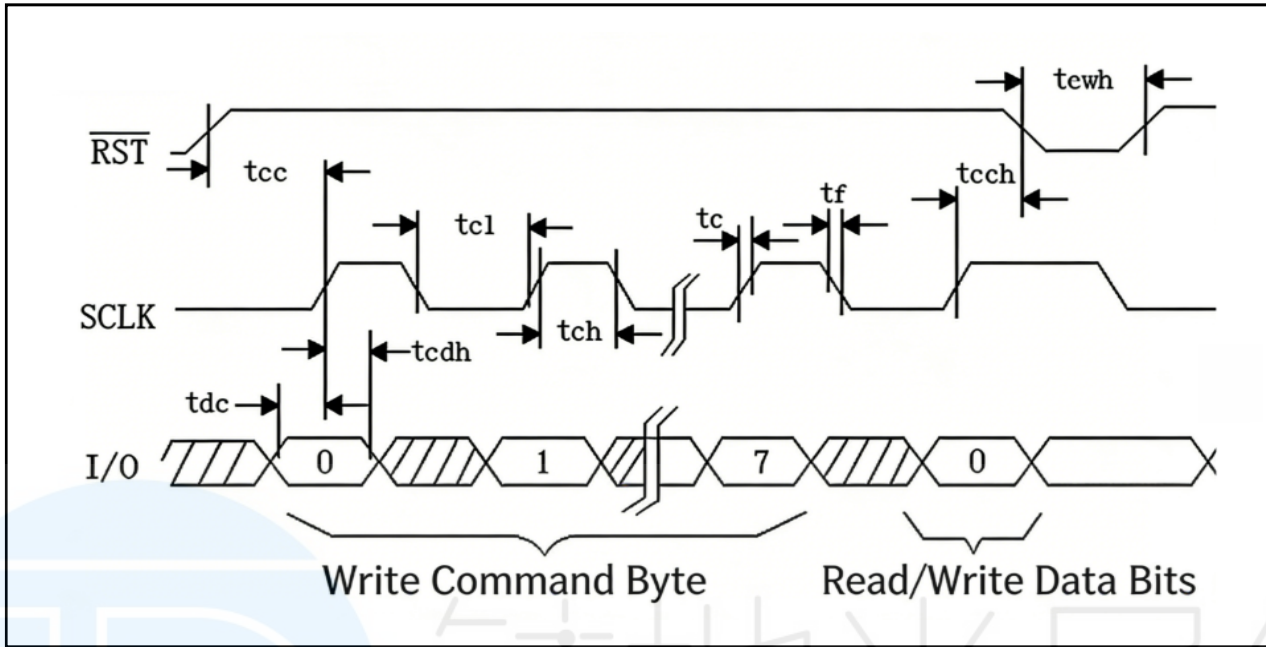 tcwh
RST
tcc
tcch
tf
tcl
tc
SCLK
tch
tcdh
tdc
I/O
0
1
7
0
Write Command Byte
Read/Write Data Bits